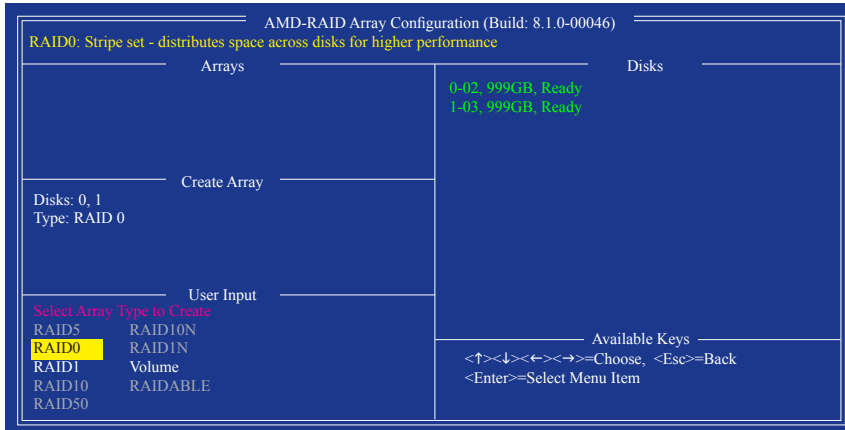 AMD-RAID Array Configuration (Build: 8.1.0-00046)
RAID0: Stripe set - distributes space across disks for higher performance
Arrays
Create Array
Disks: 0, 1
Type: RAID 0
User Input
Select Array Type to Create
RAID5 RAID10N
RAID0 RAID1N
RAID1 Volume
RAID10 RAIDABLE
RAID50
Disks
0-02, 999GB, Ready
1-03, 999GB, Ready
Available Keys
<↑><↓><←><→>=Choose, <Esc>=Back
<Enter>=Select Menu Item